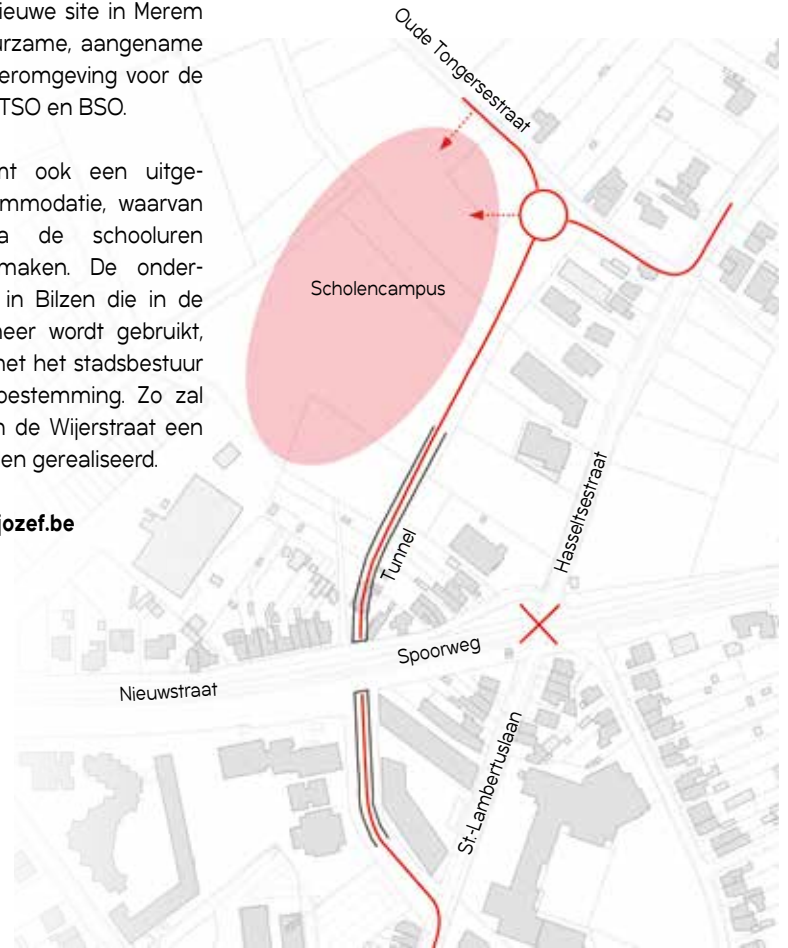 ieuwe site in Merem
urzame, aangename
eromgeving voor de
TSO en BSO.
nt ook een uitge-
mmodatie, waarvan
a de schooluren
maken. De onder-
in Bilzen die in de
neer wordt gebruikt,
net het stadsbestuur
bestemming. Zo zal
n de Wijerstraat een
en gerealiseerd.
jozef.be
Oude Tongersestraat
Scholencampus
Hasseltsestraat
Tunnel
Spoorweg
Nieuwstraat
St.-Lambertuslaan